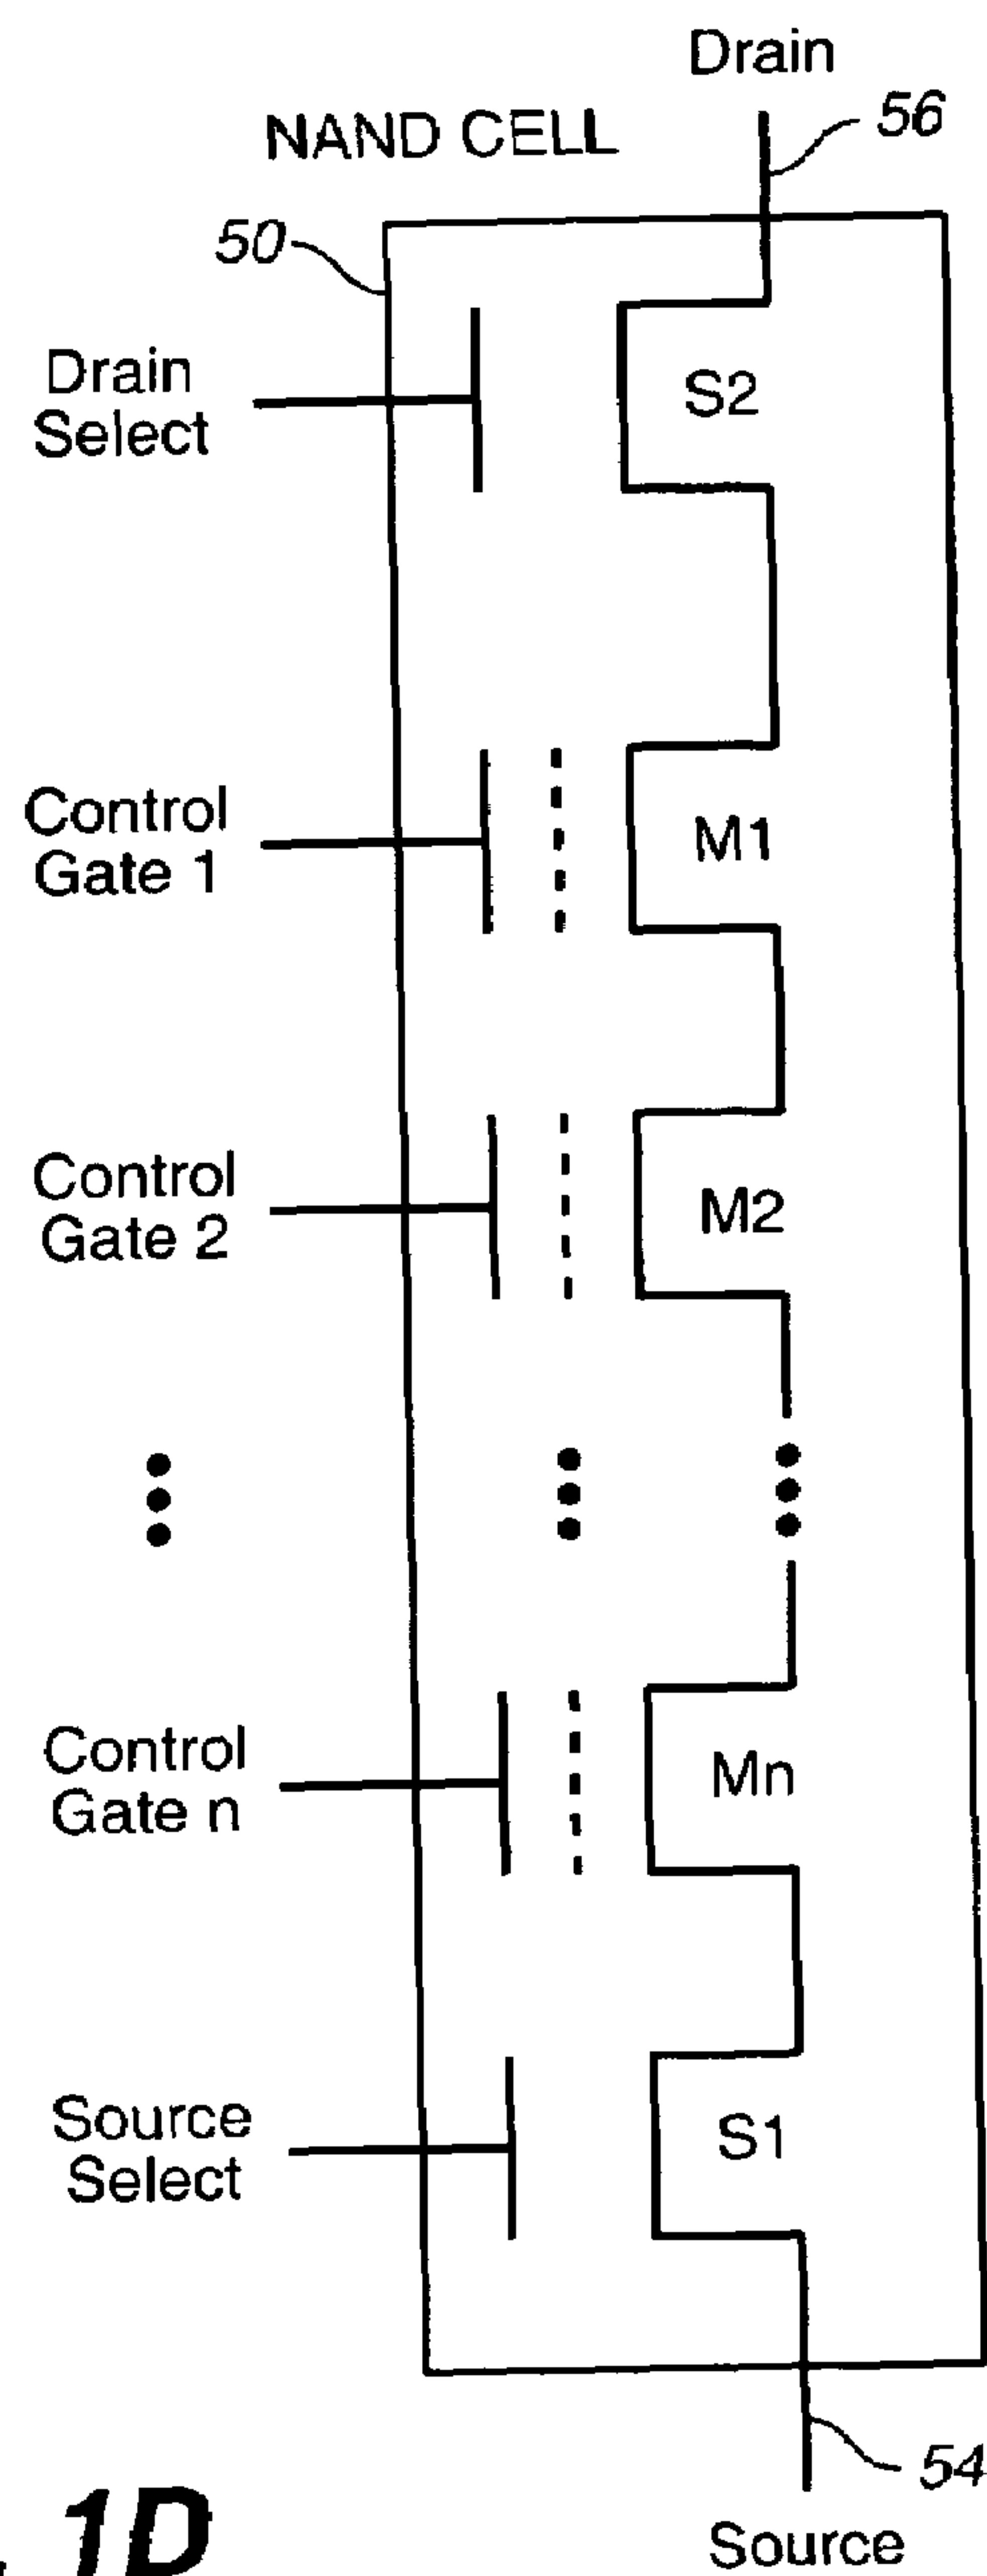 Drain
56
NAND CELL
50
Drain
Select
S2
Control
Gate 1
M1
Control
Gate 2
M2
Control
Gate n
Mn
Source
Select
S1
54
1D
Source